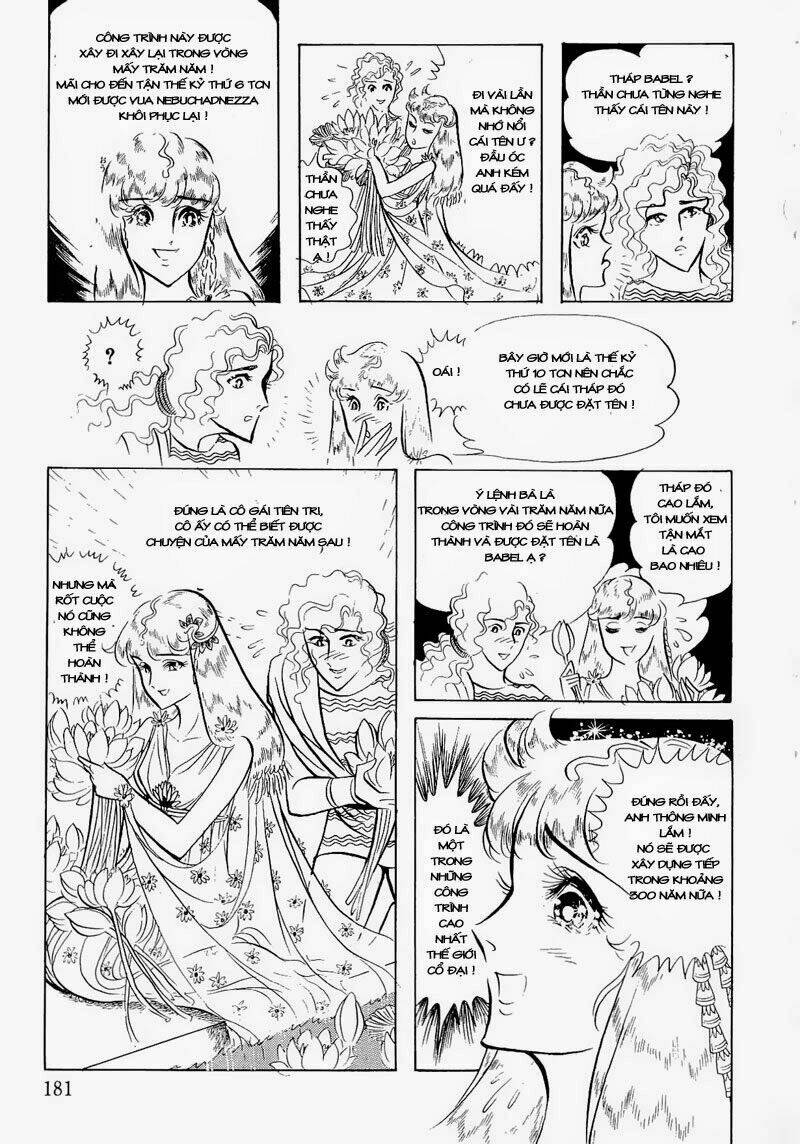 THÁP BABEL ?
THẦN CHƯA TỪNG NGHE
THẤY CÁI TÊN NÀY !
ĐI VÀI LẦN
MÀ KHÔNG
NHỚ NỔI
CÁI TÊN Ư ?
ĐẦU ÓC
ANH KÉM
QUÁ ĐẤY !
THẦN
CHƯA
NGHE
THẤY
THẬT
Ạ !
CÔNG TRÌNH NÀY ĐƯỢC
XÂY ĐI XÂY LẠI TRONG VÒNG
MẤY TRĂM NĂM !
MÃI CHO ĐẾN TẬN THẾ KỶ THỨ 6 TCN
MỚI ĐƯỢC VUA NEBUCHADNEZZA
KHÔI PHỤC LẠI !
BÂY GIỜ MỚI LÀ THẾ KỶ
THỨ 10 TCN NÊN CHẮC
CÓ LẼ CÁI THÁP ĐÓ
CHƯA ĐƯỢC ĐẶT TÊN !
OÁI !
?
THÁP ĐÓ
CAO LẮM,
TÔI MUỐN XEM
TẬN MẮT
LÀ CAO
BAO NHIÊU !
Ý LỆNH BÀ LÀ
TRONG VÒNG VÀI TRĂM NĂM NỮA
CÔNG TRÌNH ĐÓ SẼ HOÀN
THÀNH VÀ ĐƯỢC ĐẶT TÊN LÀ
BABEL Ạ ?
ĐÚNG RỒI ĐẤY,
ANH THÔNG MINH
LẮM !
NÓ SẼ ĐƯỢC
XÂY DỰNG TIẾP
TRONG KHOẢNG
300 NĂM NỮA !
ĐÓ LÀ
MỘT
TRONG
NHỮNG
CÔNG
TRÌNH
CAO
NHẤT
THẾ GIỚI
CỔ ĐẠI !
ĐÚNG LÀ CÔ GÁI TIÊN TRI,
CÔ ẤY CÓ THỂ BIẾT ĐƯỢC
CHUYỆN CỦA MẤY TRĂM NĂM SAU !
NHƯNG MÀ
RỐT CUỘC
NÓ CŨNG
KHÔNG
THỂ
HOÀN
THÀNH !
181